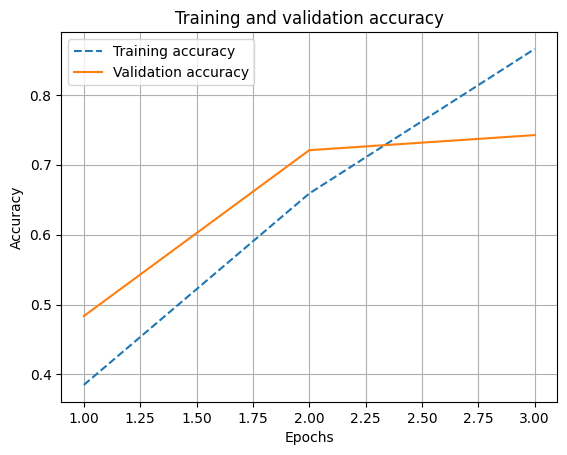 Training and validation accuracy
Training accuracy
Validation accuracy
0.8
0.7
0.6
0.5
0.4
Accuracy
1.00 1.25 1.50 1.75 2.00 2.25 2.50 2.75 3.00
Epochs